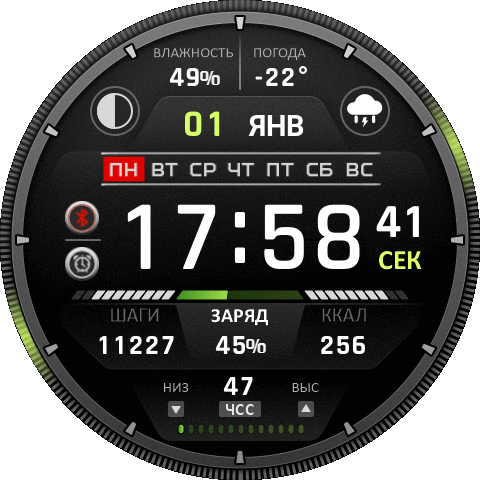 ВЛАЖНОСТЬ ПОГОДА
49% -22°
01 ЯНВ
ПН ВТ СР ЧТ ПТ СБ ВС
17:58 41
СЕК
ШАГИ ЗАРЯД ККАЛ
11227 45% 256
НИЗ 47 ВЫС
ЧСС